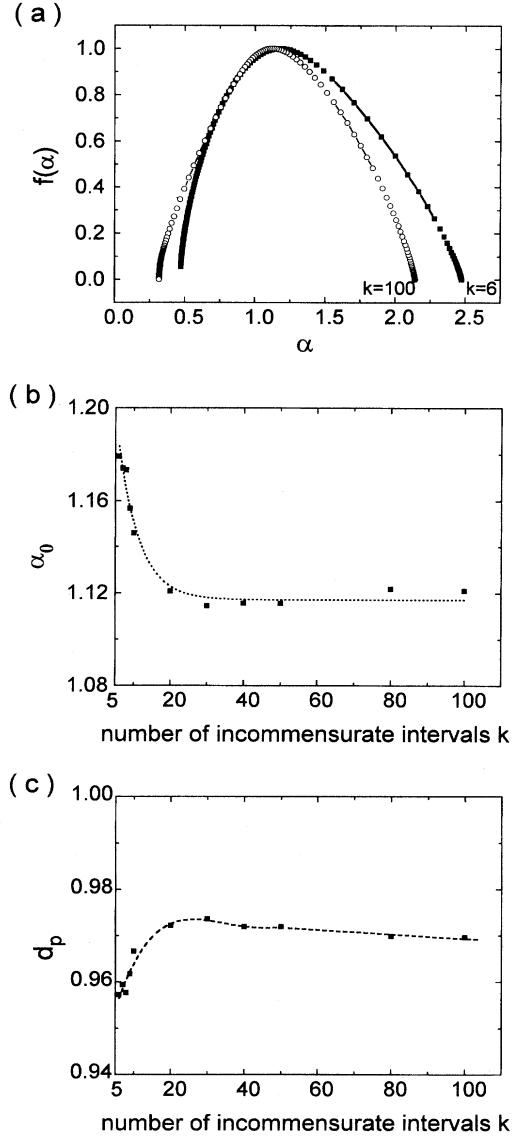 (a)
1.0
0.8
0.6
0.4
0.2
0.0
f(α)
k=100 k=6
0.0 0.5 1.0 1.5 2.0 2.5
α
(b)
1.20
1.16
1.12
1.08
α0
5 20 40 60 80 100
number of incommensurate intervals k
(c)
1.00
0.98
0.96
0.94
dp
5 20 40 60 80 100
number of incommensurate intervals k